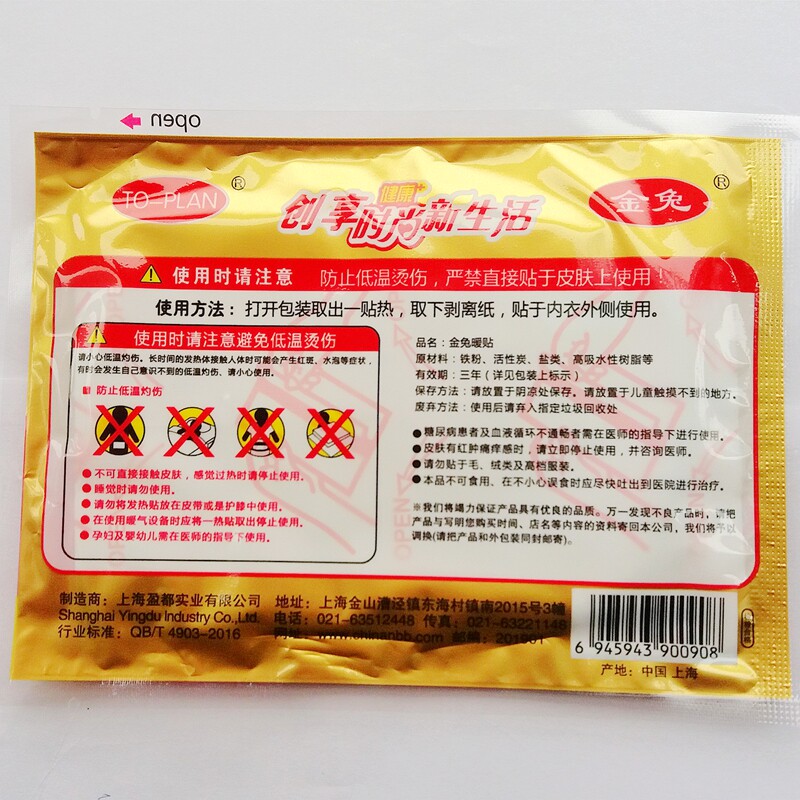 open
TO-PLAN ®
健康+
创享时尚新生活
金兔 ®
使用时请注意 防止低温烫伤，严禁直接贴于皮肤上使用！
使用方法：打开包装取出一贴热，取下剥离纸，贴于内衣外侧使用。
使用时请注意避免低温烫伤
请小心低温灼伤。长时间的发热体接触人体时可能会产生红斑、水泡等症状，
有时会发生自己意识不到的低温灼伤、请小心使用。
防止低温灼伤
●不可直接接触皮肤，感觉过热时请停止使用。
●睡觉时请勿使用。
●请勿将发热贴放在皮带或是护膝中使用。
●在使用暖气设备时应将一热贴取出停止使用。
●孕妇及婴幼儿需在医师的指导下使用。
品名：金兔暖贴
原材料：铁粉、活性炭、盐类、高吸水性树脂等
有效期：三年（详见包装上标示）
保存方法：请放置于阴凉处保存。请放置于儿童触摸不到的地方。
废弃方法：使用后请弃入指定垃圾回收处
●糖尿病患者及血液循环不通畅者需在医师的指导下进行使用。
●皮肤有红肿痛痒感时，请立即停止使用，并咨询医师。
●请勿贴于毛、绒类及高档服装。
●本品不可食用、在不小心误食时应尽快吐出到医院进行治疗。
※我们将竭力保证产品具有优良的品质。万一发现不良产品时，请把
产品与写明您购买时间、店名等内容的资料寄回本公司，我们将予以
调换(请把产品和外包装同封邮寄)。
OPEN
制造商：上海盈都实业有限公司
Shanghai Yingdu Industry Co.,Ltd.
行业标准：QB/T 4903-2016
地址：上海金山漕泾镇东海村镇南2015号3幢
电话：021-63512448 传真：021-63221148
网址：www.chinanbb.com 邮编：201901
6 945943 900908
产地：中国 上海